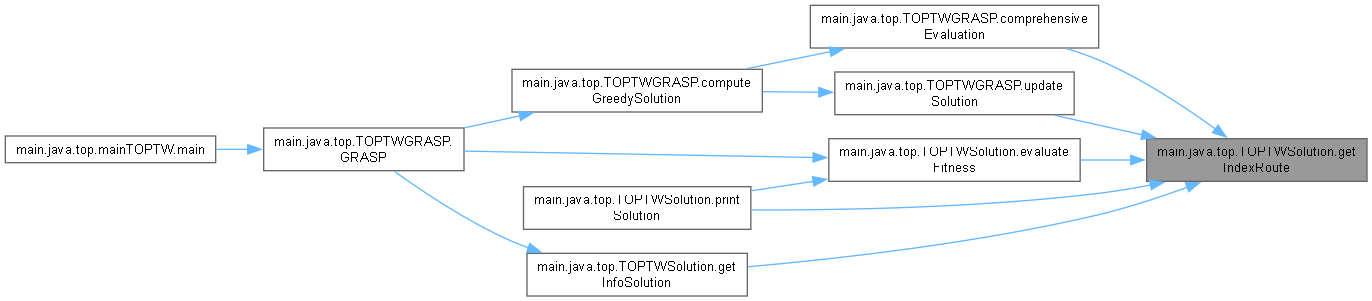 main.java.top.TOPTWGRASP.comprehensive
Evaluation
main.java.top.TOPTWGRASP.compute
GreedySolution
main.java.top.TOPTWGRASP.update
Solution
main.java.top.mainTOPTW.main
main.java.top.TOPTWGRASP.
GRASP
main.java.top.TOPTWSolution.evaluate
Fitness
main.java.top.TOPTWSolution.get
IndexRoute
main.java.top.TOPTWSolution.print
Solution
main.java.top.TOPTWSolution.get
InfoSolution